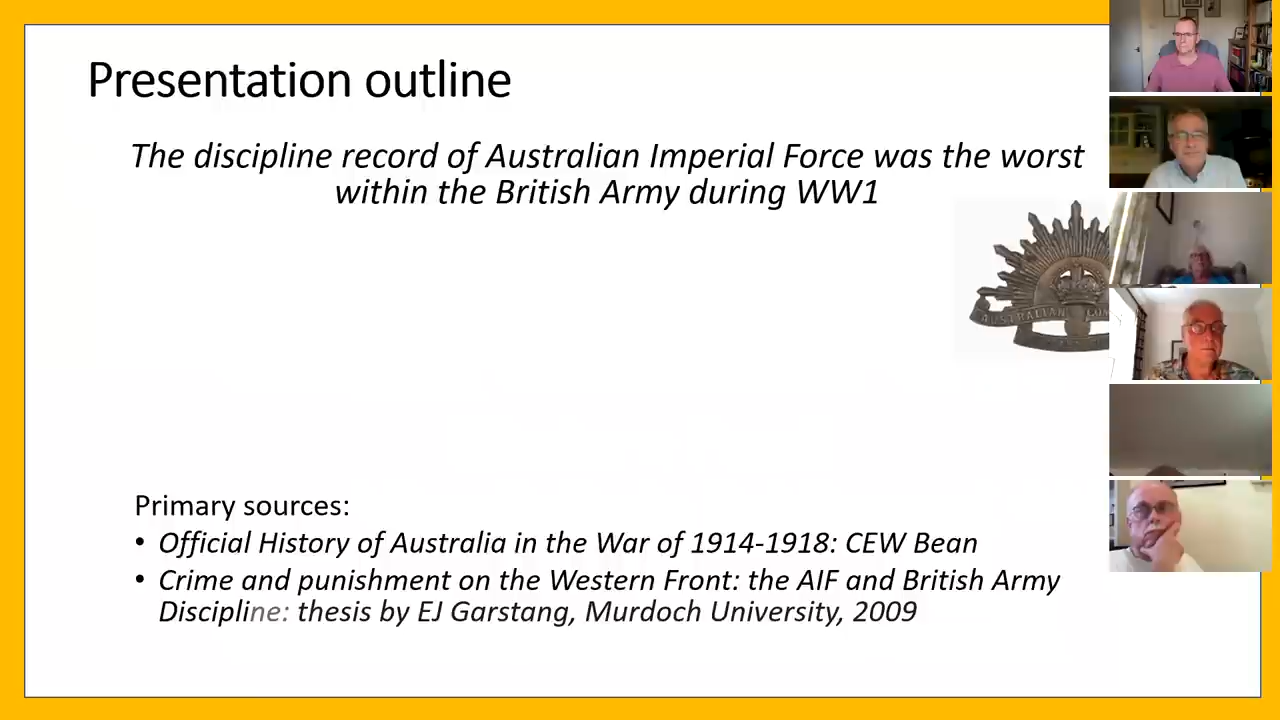 Presentation outline
The discipline record of Australian Imperial Force was the worst
within the British Army during WW1
AUSTRALIAN
Primary sources:
• Official History of Australia in the War of 1914-1918: CEW Bean
• Crime and punishment on the Western Front: the AIF and British Army
Discipline: thesis by EJ Garstang, Murdoch University, 2009